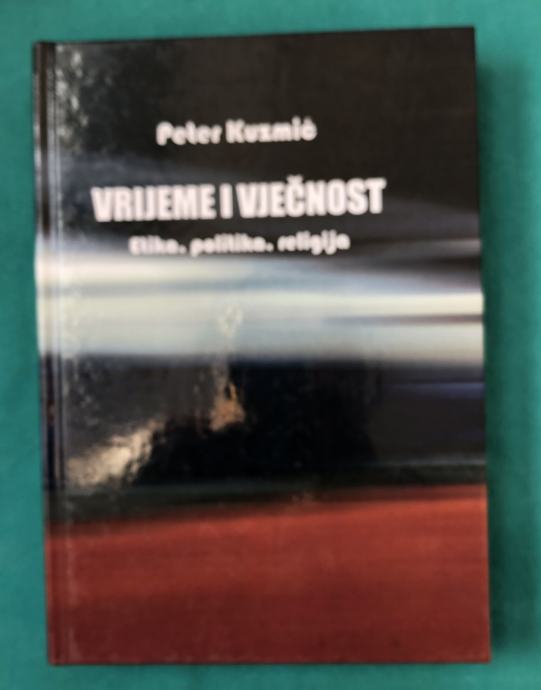 Peter Kuzmič
VRIJEME I VJEČNOST
Etika, politika, religija